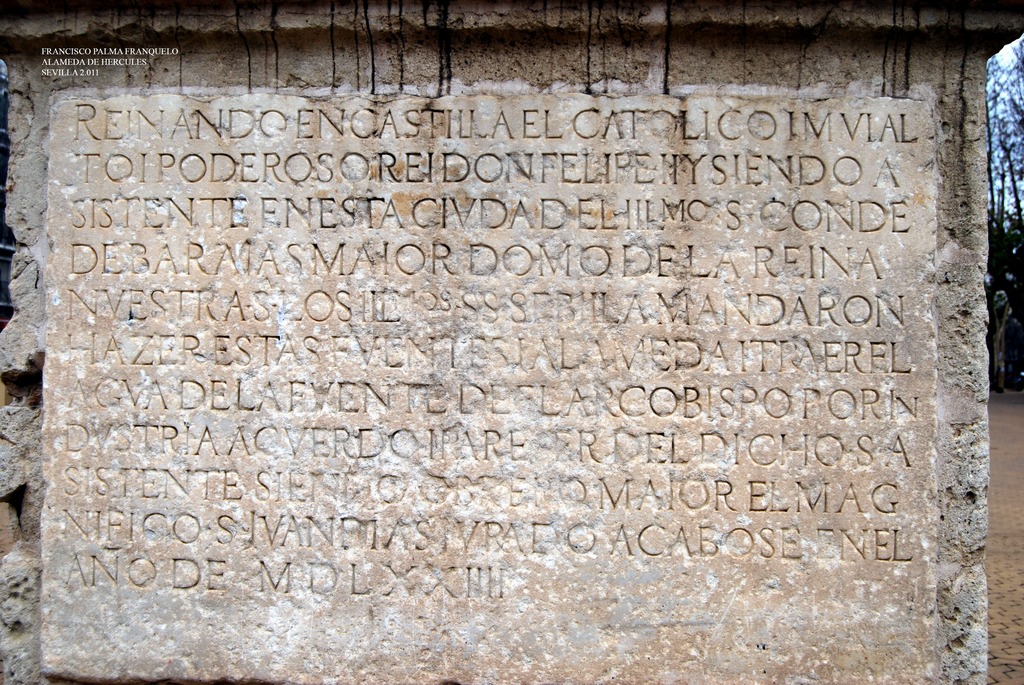 FRANCISCO PALMA FRANQUELO
ALAMEDA DE HERCULES
SEVILLA 2.011
REINANDO EN CASTILLA EL CATOLICO I MVI AL
TO I PODEROSO REI DON FELIPE II Y SIENDO A
SISTENTE EN ESTA CIVDAD EL ILLMO S CONDE
DE BARAIAS MAIORDOMO DE LA REINA
NVESTRA S LOS ILLMOS SS SEBILLA MANDARON
HAZER ESTAS FVENTES I ALAMEDA I TRAER EL
AGVA DE LA FVENTE DEL ARCOBISPO POR IN
DVSTRIA ACVERDO I PARECER DEL DICHO S A
SISTENTE SIENDO OBRERO MAIOR EL MAG
NIFICO S IVAN DIAS IVRADO ACABOSE EN EL
AÑO DE MDLXXIIII